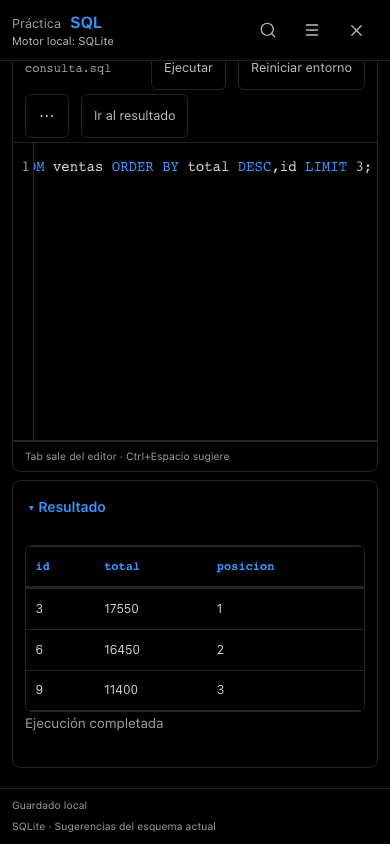 Práctica SQL
Motor local: SQLite
consulta.sql Ejecutar Reiniciar entorno
... Ir al resultado
1 OM ventas ORDER BY total DESC,id LIMIT 3;
Tab sale del editor · Ctrl+Espacio sugiere
▾ Resultado
id total posicion
3 17550 1
6 16450 2
9 11400 3
Ejecución completada
Guardado local
SQLite · Sugerencias del esquema actual